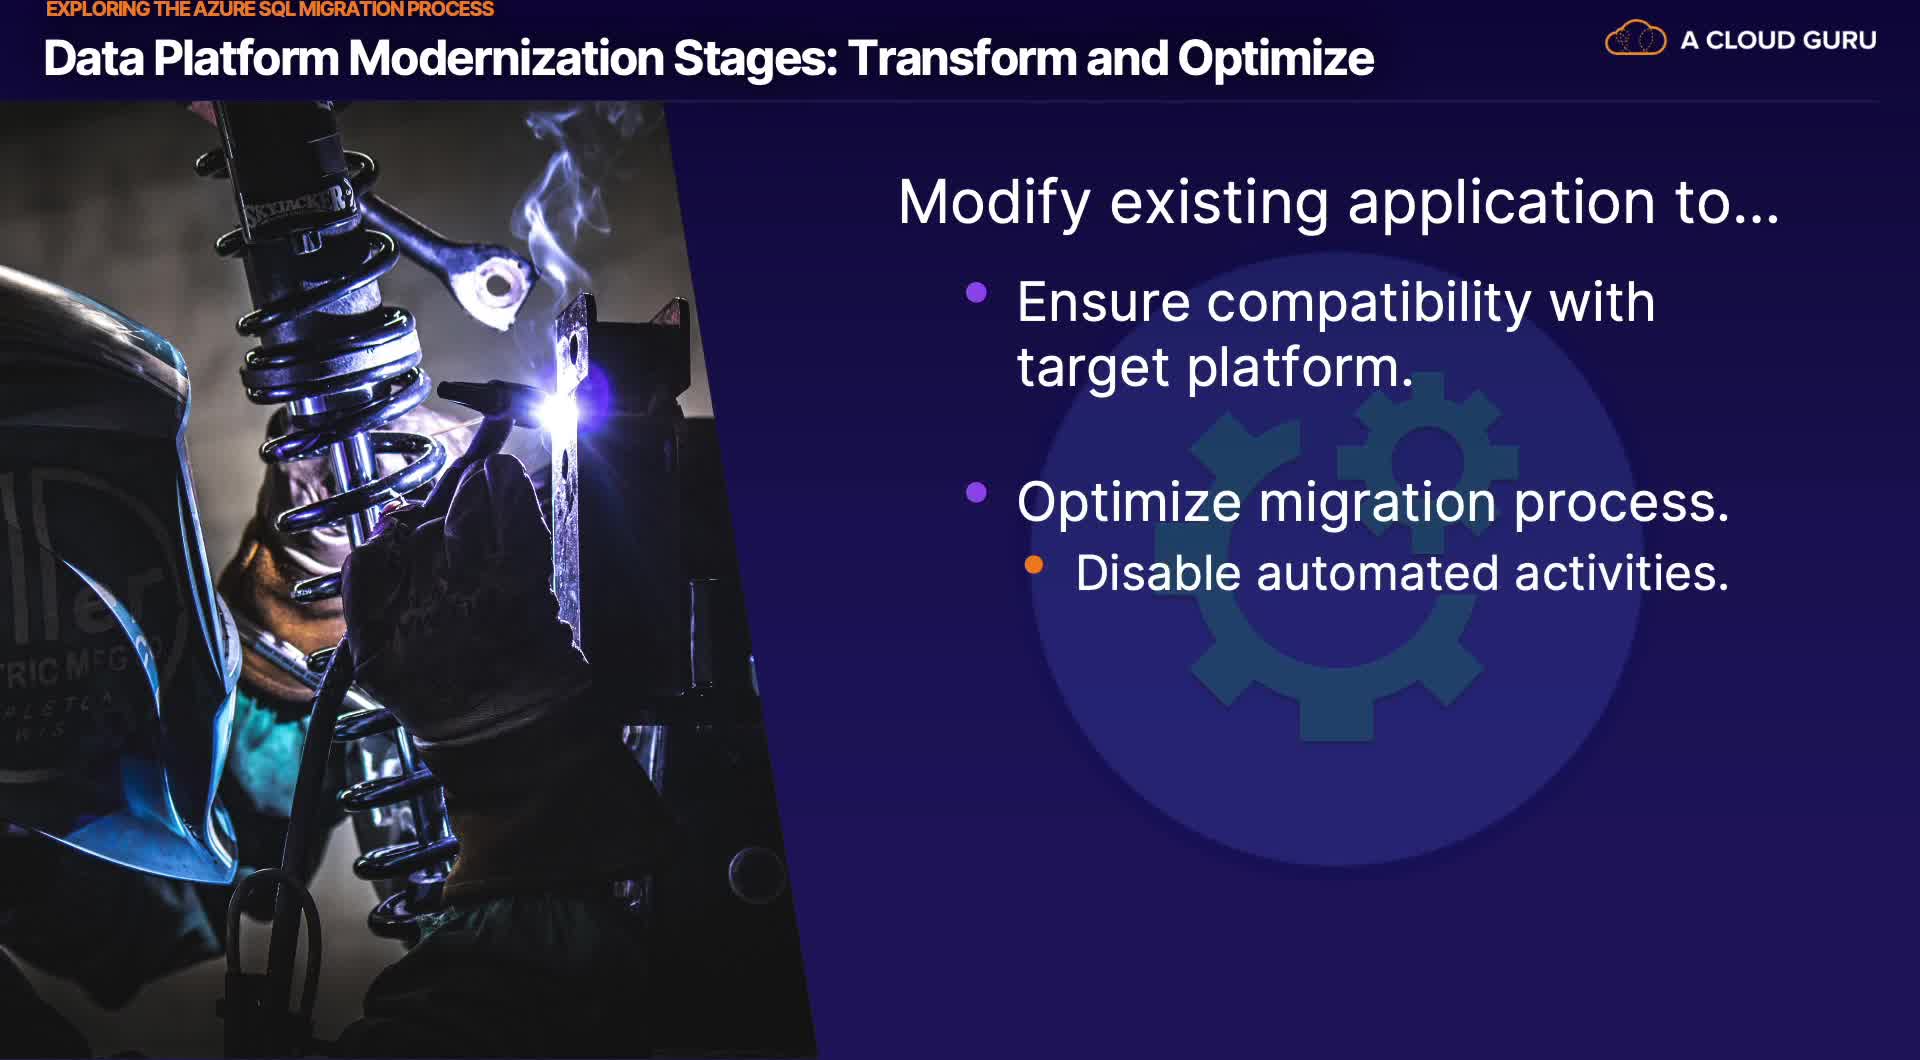 EXPLORING THE AZURE SQL MIGRATION PROCESS
Data Platform Modernization Stages: Transform and Optimize
A CLOUD GURU
Modify existing application to...
Ensure compatibility with
target platform.
Optimize migration process.
Disable automated activities.
SKYJACKER
RIC MFG